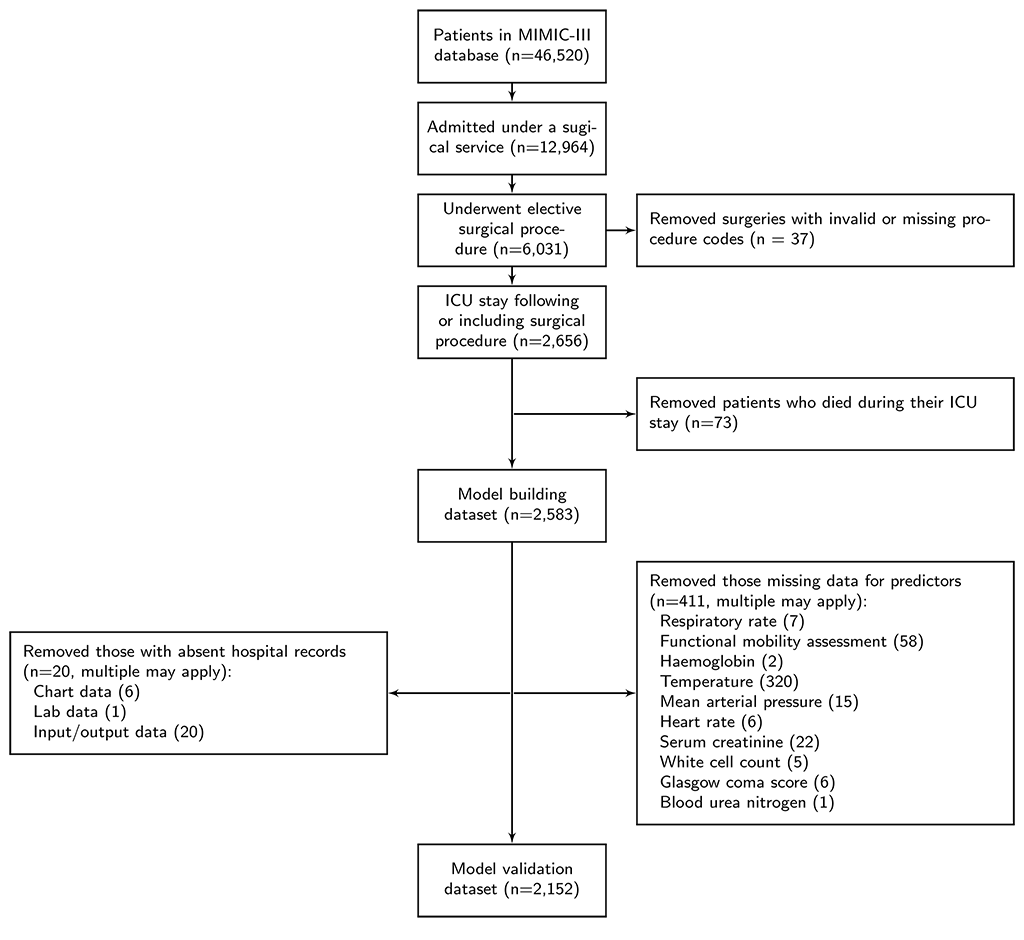 Patients in MIMIC-III
database (n=46,520)
Admitted under a sugi-
cal service (n=12,964)
Underwent elective
surgical proce-
dure (n=6,031)
Removed surgeries with invalid or missing pro-
cedure codes (n = 37)
ICU stay following
or including surgical
procedure (n=2,656)
Removed patients who died during their ICU
stay (n=73)
Model building
dataset (n=2,583)
Removed those missing data for predictors
(n=411, multiple may apply):
Respiratory rate (7)
Functional mobility assessment (58)
Haemoglobin (2)
Temperature (320)
Mean arterial pressure (15)
Heart rate (6)
Serum creatinine (22)
White cell count (5)
Glasgow coma score (6)
Blood urea nitrogen (1)
Removed those with absent hospital records
(n=20, multiple may apply):
Chart data (6)
Lab data (1)
Input/output data (20)
Model validation
dataset (n=2,152)